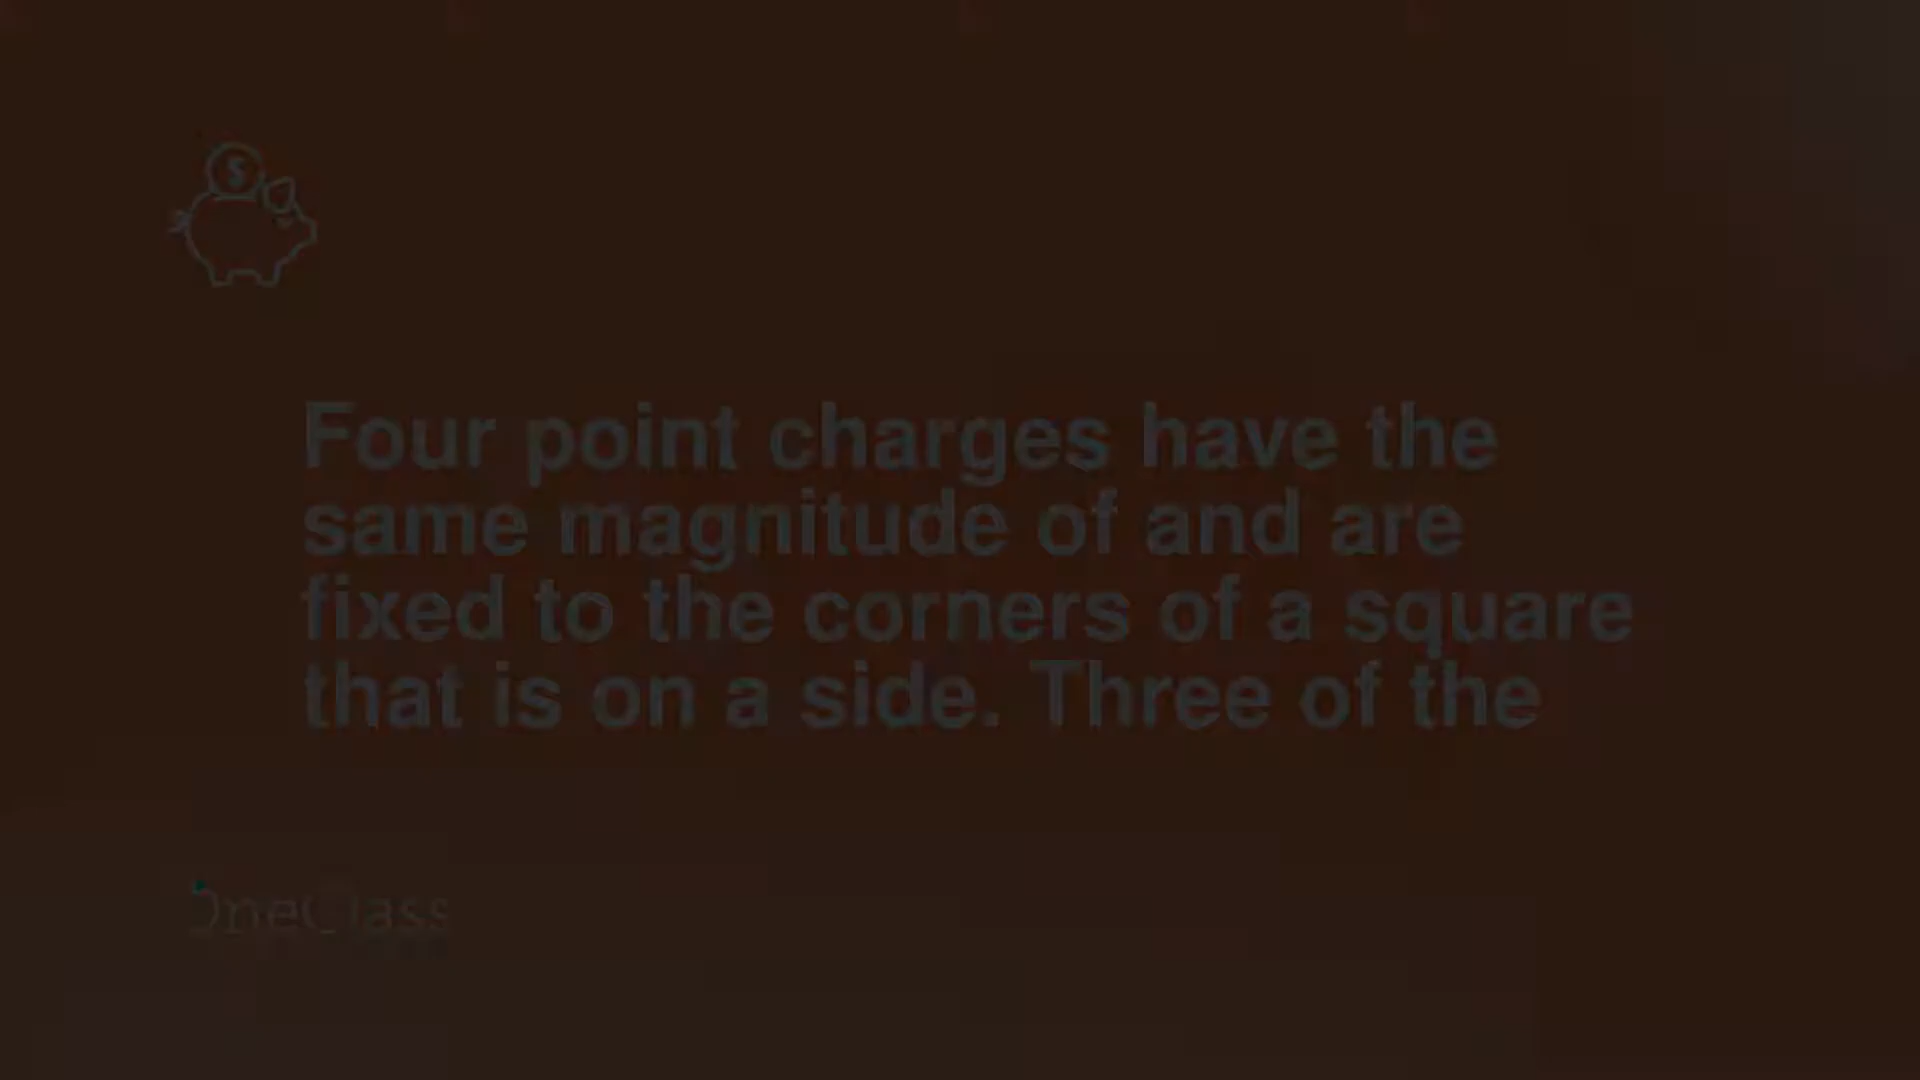 $
Four point charges have the
same magnitude of and are
fixed to the corners of a square
that is on a side. Three of the
OneClass